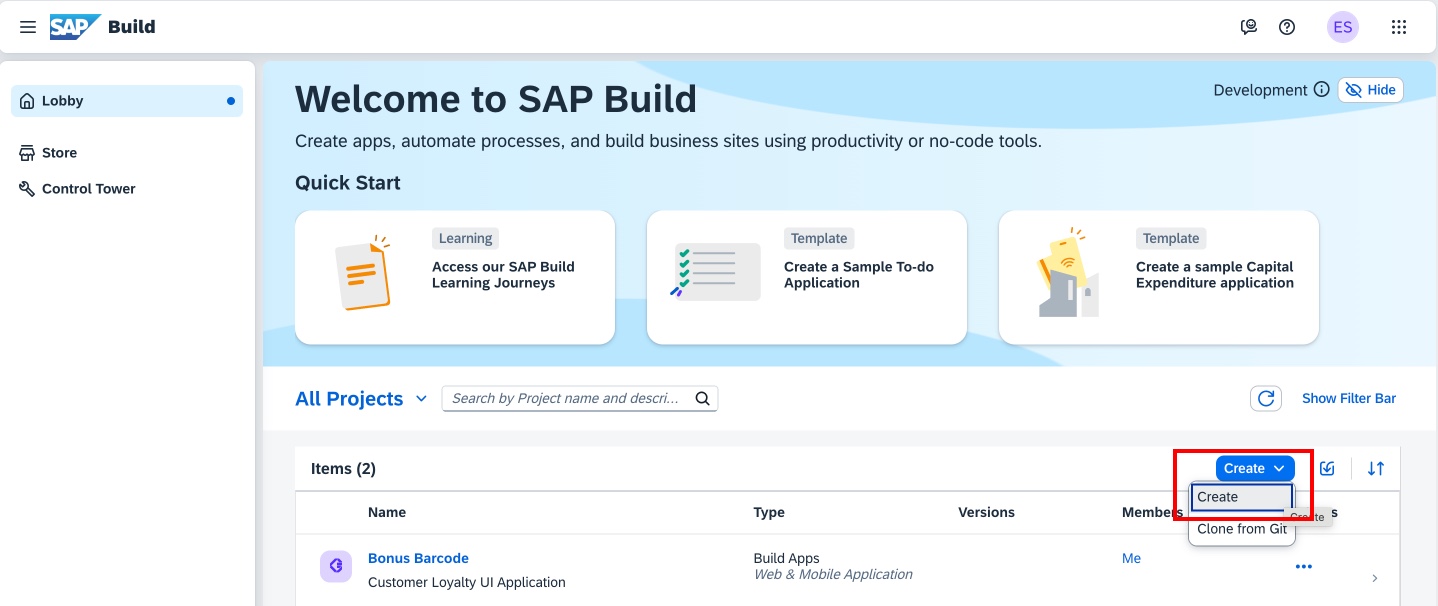 SAP Build
ES
Lobby
Store
Control Tower
Welcome to SAP Build
Development
Hide
Create apps, automate processes, and build business sites using productivity or no-code tools.
Quick Start
Learning
Access our SAP Build
Learning Journeys
Template
Create a Sample To-do
Application
Template
Create a sample Capital
Expenditure application
All Projects
Search by Project name and descri...
Show Filter Bar
Items (2)
Create
Create
Create
Clone from Git
Name
Type
Versions
Members
Bonus Barcode
Customer Loyalty UI Application
Build Apps
Web & Mobile Application
Me